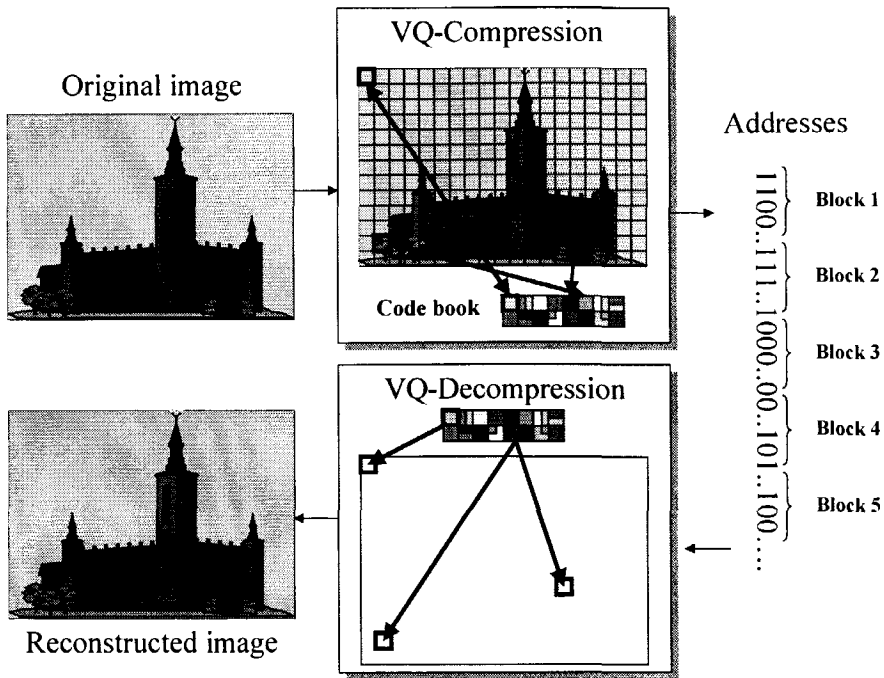 VQ-Compression
Original image
Code book
Addresses
1100..111..1000..00..101..100.....
Block 1
Block 2
Block 3
Block 4
Block 5
VQ-Decompression
Reconstructed image